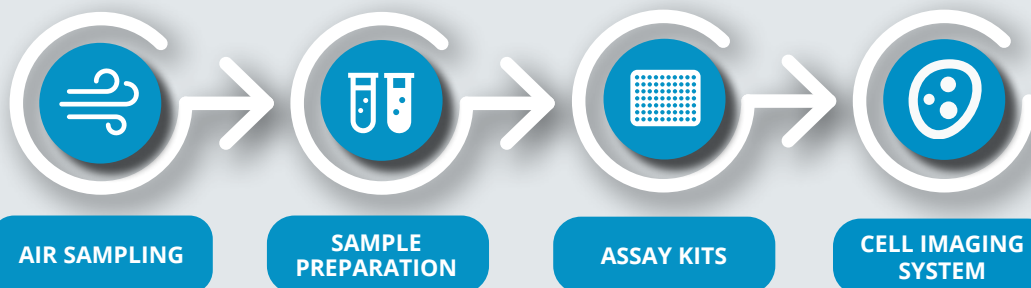 AIR SAMPLING
SAMPLE
PREPARATION
ASSAY KITS
CELL IMAGING
SYSTEM